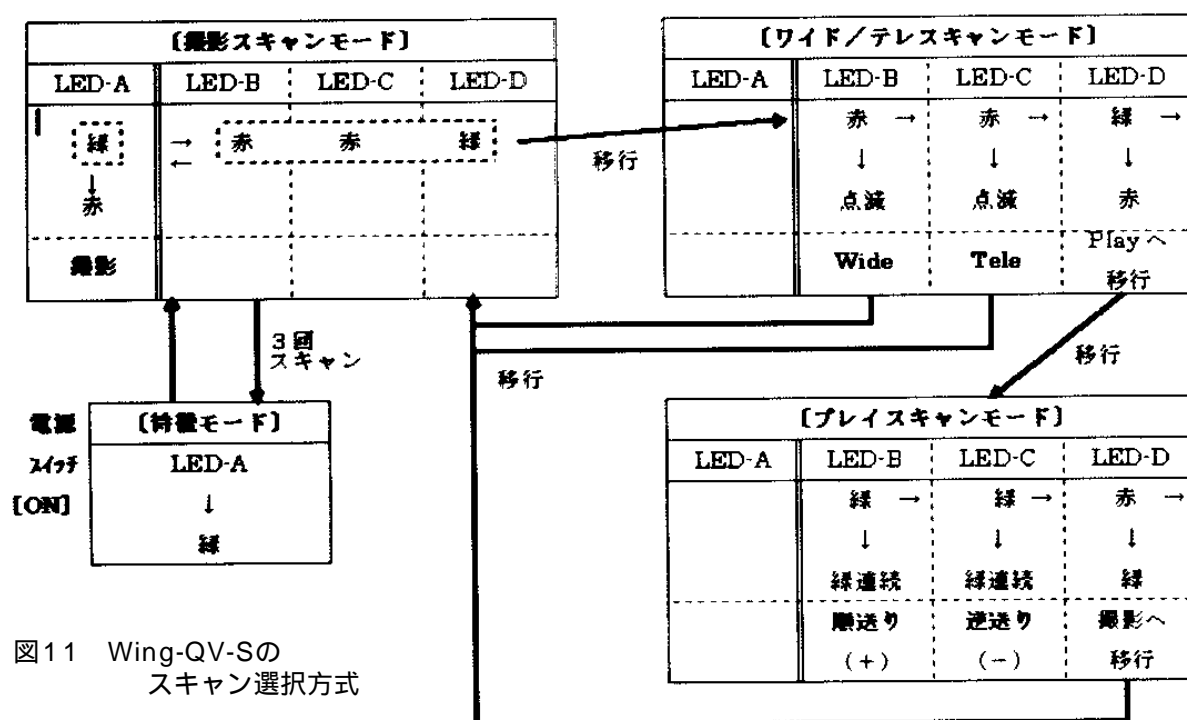 〔撮影スキャンモード〕
LED-A LED-B LED-C LED-D
緑 → 赤 赤 緑
←
↓
赤
撮影
移行
〔ワイド／テレスキャンモード〕
LED-A LED-B LED-C LED-D
赤 → 赤 → 緑 →
↓ ↓ ↓
点滅 点滅 赤
Wide Tele Playへ
移行
3回
スキャン
移行
移行
電源
スイッチ
[ON]
〔待機モード〕
LED-A
↓
緑
〔プレイスキャンモード〕
LED-A LED-B LED-C LED-D
緑 → 緑 → 赤 →
↓ ↓ ↓
緑連続 緑連続 緑
順送り 逆送り 撮影へ
(+) (−) 移行
図11 Wing-QV-Sの
スキャン選択方式